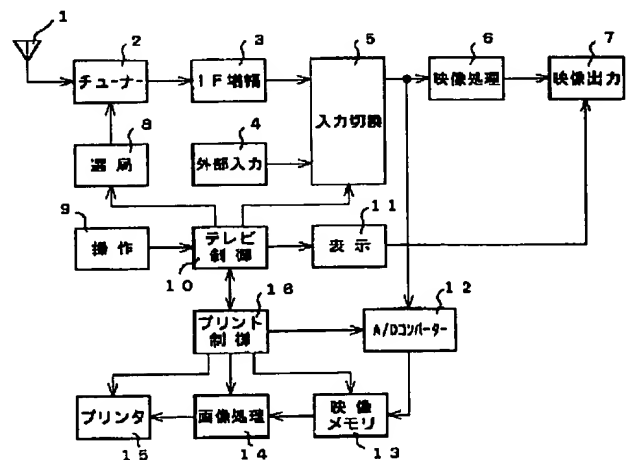 1
2
チューナー
3
IF増幅
5
入力切換
6
映像処理
7
映像出力
8
選局
4
外部入力
9
操作
テレビ
制御
10
11
表示
16
プリント
制御
12
A/Dコンバーター
プリンタ
15
画像処理
14
映像
メモリ
13